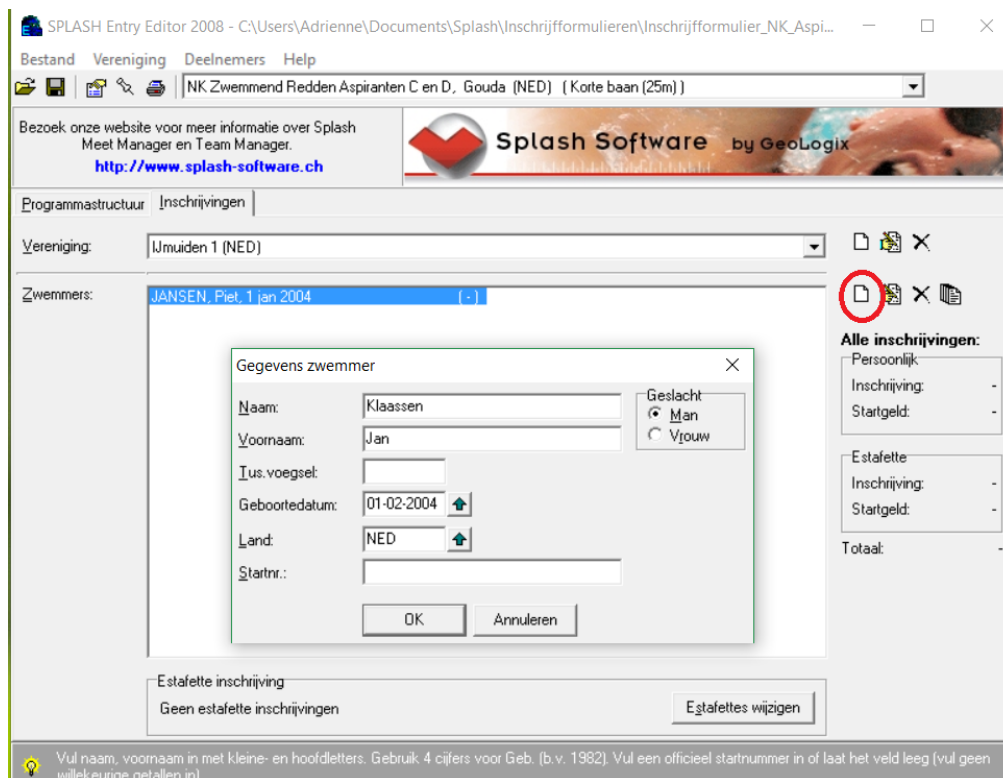 SPLASH Entry Editor 2008 - C:\Users\Adrienne\Documents\Splash\Inschrijfformulieren\Inschrijfformulier_NK_Aspi...
Bestand Vereniging Deelnemers Help
NK Zwemmend Redden Aspiranten C en D, Gouda (NED) (Korte baan (25m))
Bezoek onze website voor meer informatie over Splash
Meet Manager en Team Manager.
http://www.splash-software.ch
Splash Software by GeoLogix
Programmastructuur Inschrijvingen
Vereniging: IJmuiden 1 (NED)
Zwemmers: JANSEN, Piet, 1 jan 2004 (-)
Alle inschrijvingen:
Persoonlijk
Inschrijving: -
Startgeld: -
Estafette
Inschrijving: -
Startgeld: -
Totaal: -
Gegevens zwemmer
Naam: Klaassen
Voornaam: Jan
Tus.voegsel:
Geboortedatum: 01-02-2004
Land: NED
Startnr.:
Geslacht
Man
Vrouw
OK Annuleren
Estafette inschrijving
Geen estafette inschrijvingen
Estafettes wijzigen
Vul naam, voornaam in met kleine- en hoofdletters. Gebruik 4 cijfers voor Geb. (b.v. 1982). Vul een officieel startnummer in of laat het veld leeg (vul geen
willekeurige getallen in)